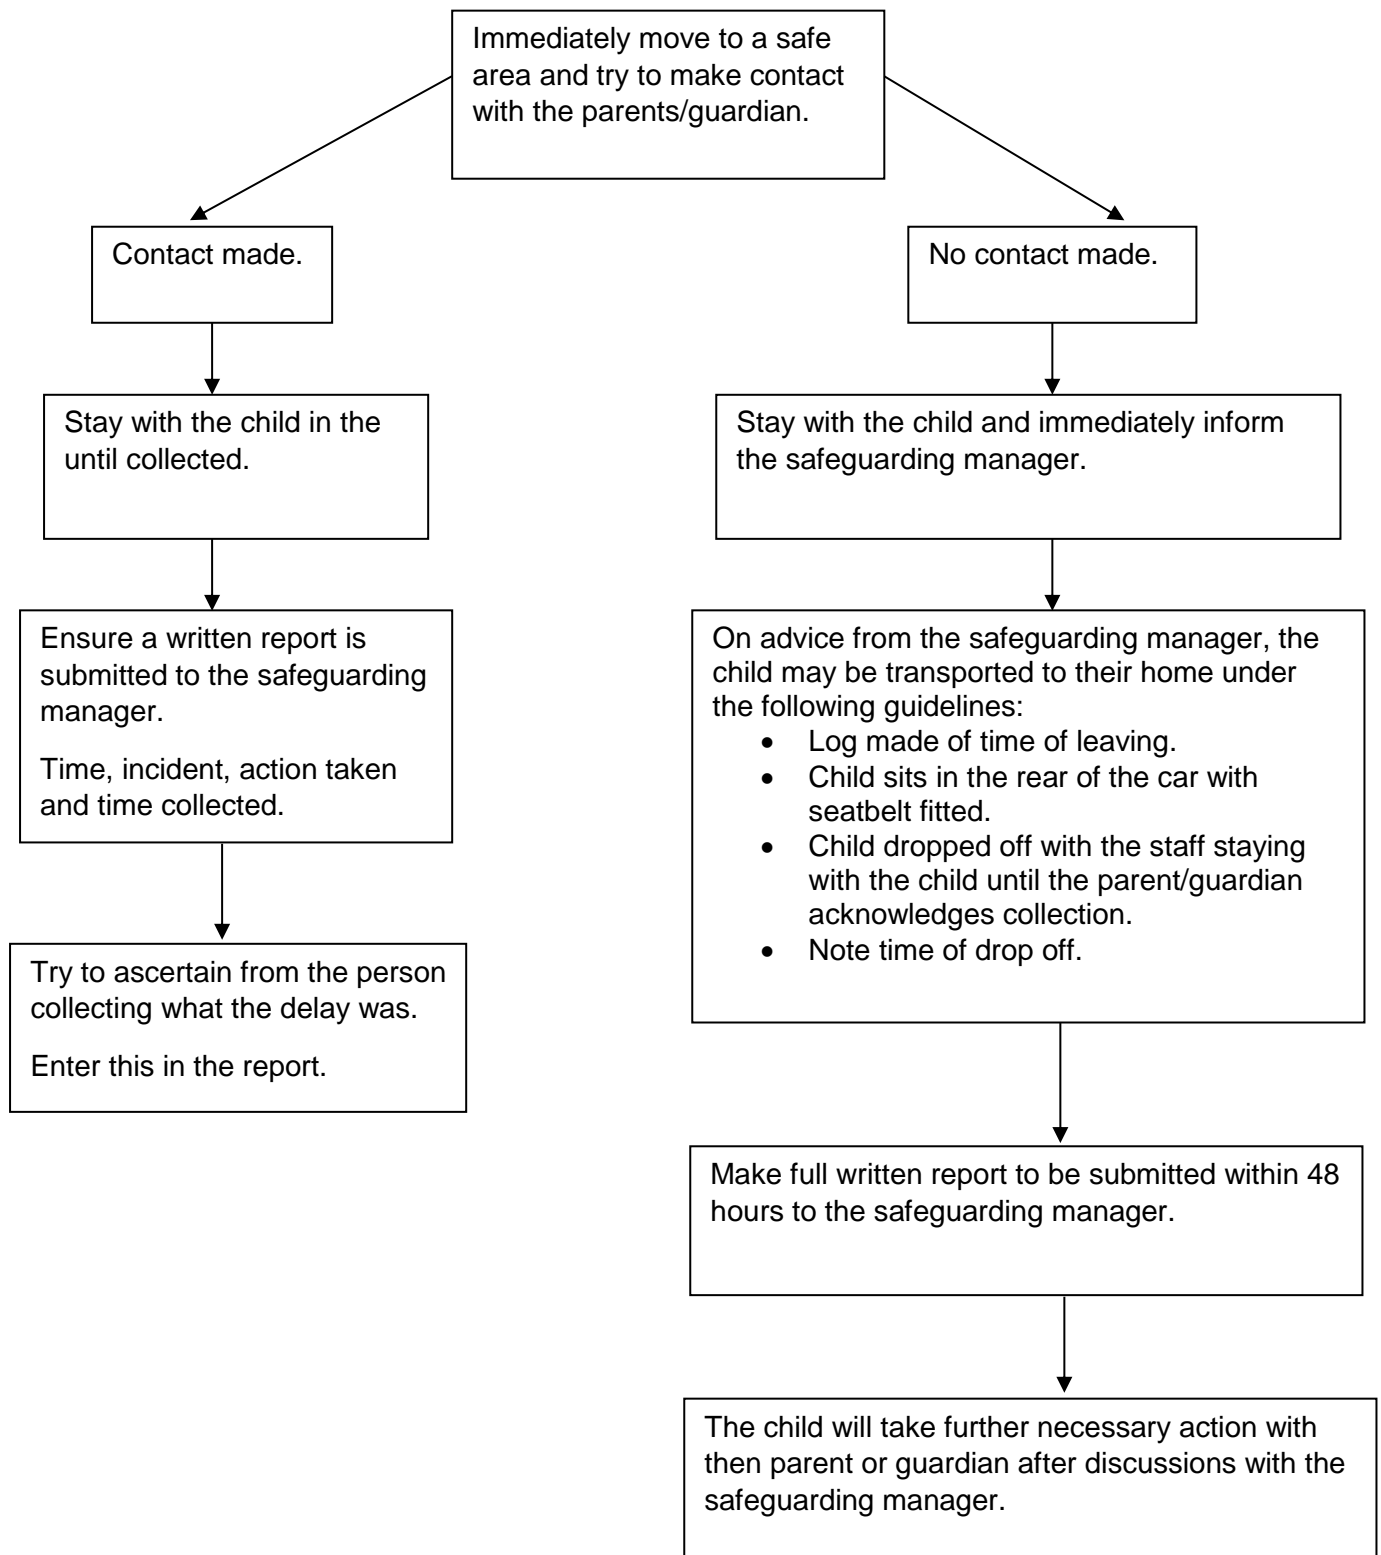 Immediately move to a safe
area and try to make contact
with the parents/guardian.
Contact made.
No contact made.
Stay with the child in the
until collected.
Stay with the child and immediately inform
the safeguarding manager.
Ensure a written report is
submitted to the safeguarding
manager.
Time, incident, action taken
and time collected.
On advice from the safeguarding manager, the
child may be transported to their home under
the following guidelines:
• Log made of time of leaving.
• Child sits in the rear of the car with
seatbelt fitted.
• Child dropped off with the staff staying
with the child until the parent/guardian
acknowledges collection.
• Note time of drop off.
Try to ascertain from the person
collecting what the delay was.
Enter this in the report.
Make full written report to be submitted within 48
hours to the safeguarding manager.
The child will take further necessary action with
then parent or guardian after discussions with the
safeguarding manager.